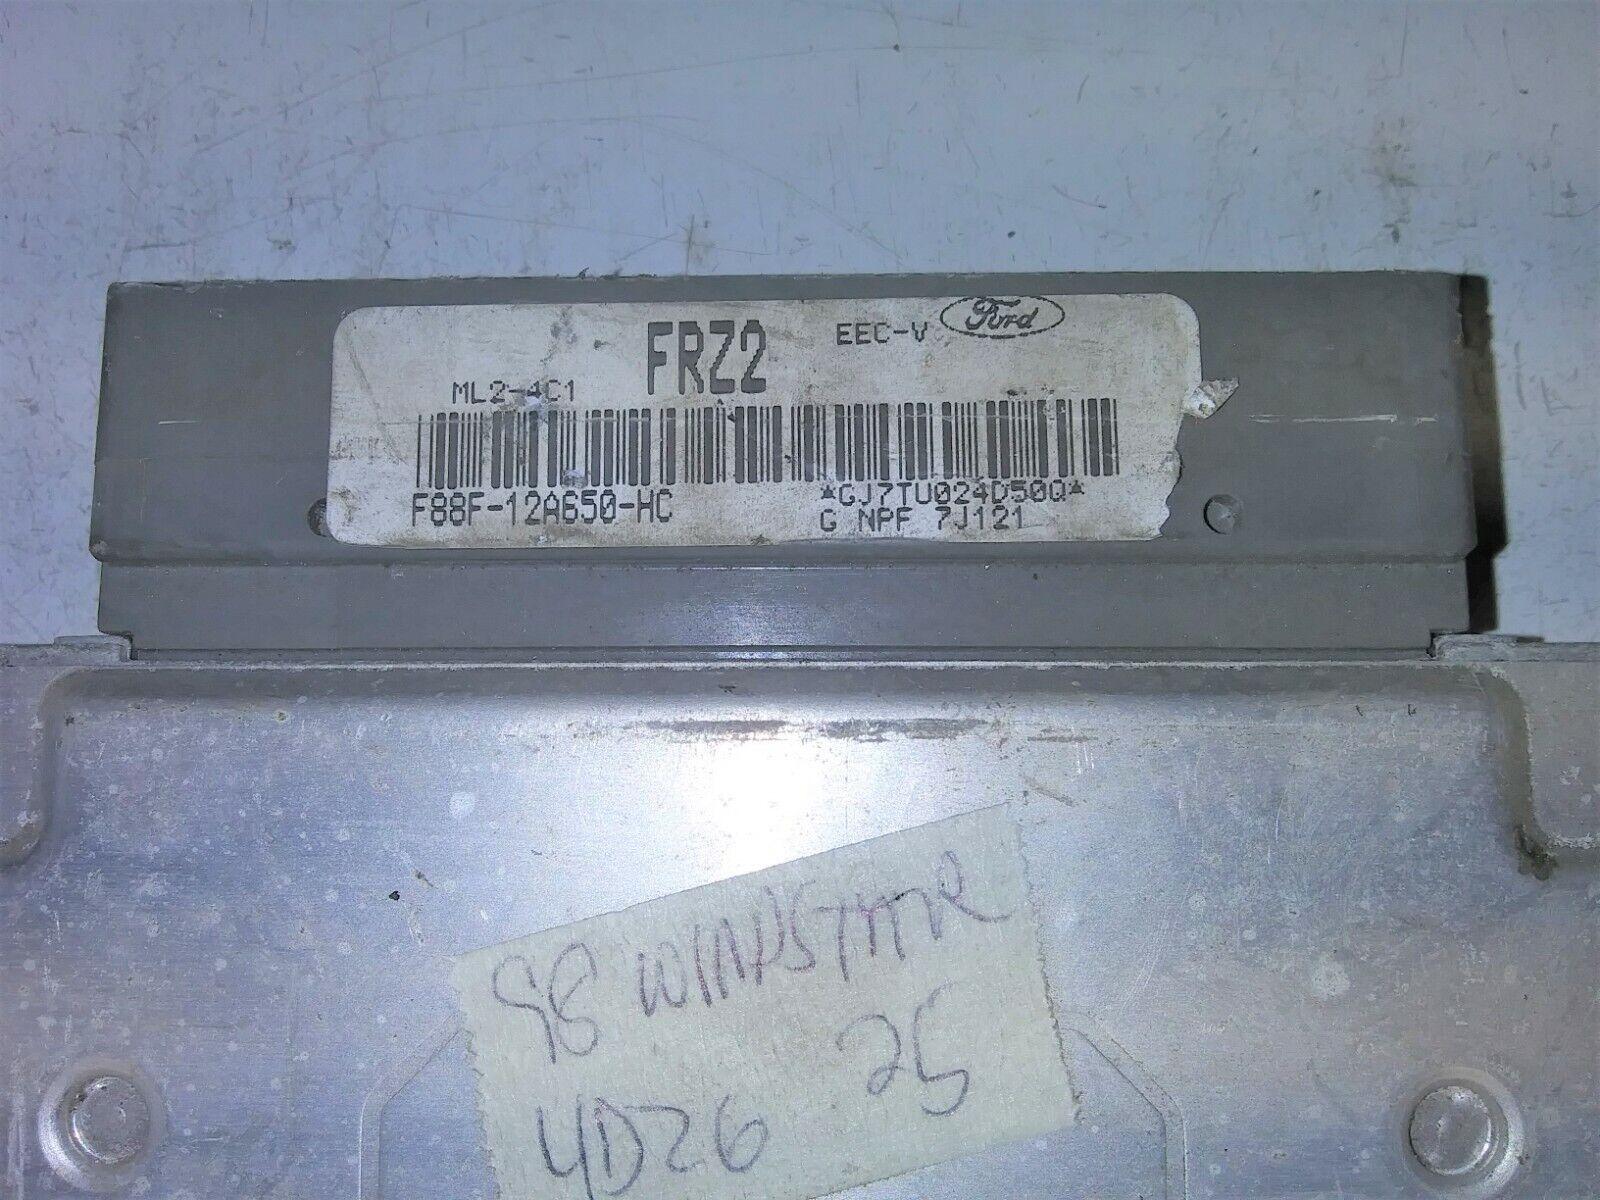 FRZ2
EEC-V Ford
ML2-4C1
F88F-12A650-HC
*GJ7TU024D50Q*
G NPF 7J121
98 WINDSTAR
25
4D26